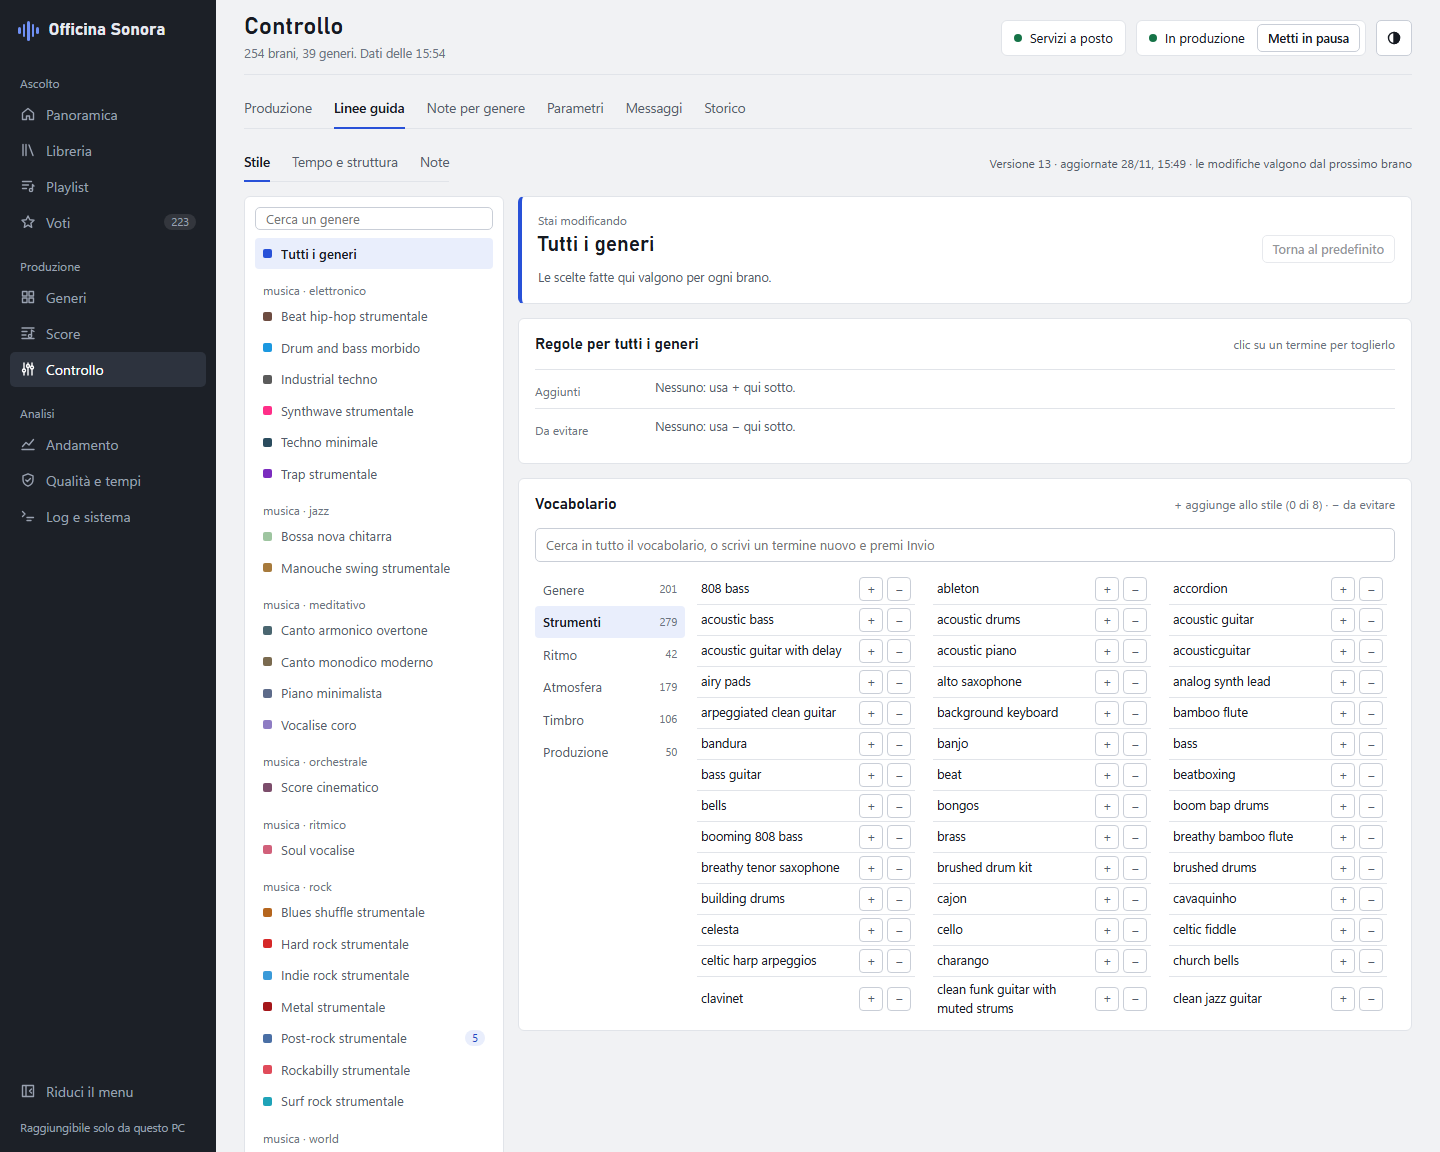 Officina Sonora
Ascolto
Panoramica
Libreria
Playlist
Voti 223
Produzione
Generi
Score
Controllo
Analisi
Andamento
Qualità e tempi
Log e sistema
Riduci il menu
Raggiungibile solo da questo PC
Controllo
254 brani, 39 generi. Dati delle 15:54
Servizi a posto
In produzione
Metti in pausa
Produzione Linee guida Note per genere Parametri Messaggi Storico
Stile Tempo e struttura Note
Versione 13 · aggiornate 28/11, 15:49 · le modifiche valgono dal prossimo brano
Cerca un genere
Tutti i generi
musica · elettronico
Beat hip-hop strumentale
Drum and bass morbido
Industrial techno
Synthwave strumentale
Techno minimale
Trap strumentale
musica · jazz
Bossa nova chitarra
Manouche swing strumentale
musica · meditativo
Canto armonico overtone
Canto monodico moderno
Piano minimalista
Vocalise coro
musica · orchestrale
Score cinematico
musica · ritmico
Soul vocalise
musica · rock
Blues shuffle strumentale
Hard rock strumentale
Indie rock strumentale
Metal strumentale
Post-rock strumentale 5
Rockabilly strumentale
Surf rock strumentale
musica · world
Stai modificando
Tutti i generi
Le scelte fatte qui valgono per ogni brano.
Torna al predefinito
Regole per tutti i generi
clic su un termine per toglierlo
Aggiunti Nessuno: usa + qui sotto.
Da evitare Nessuno: usa − qui sotto.
Vocabolario
+ aggiunge allo stile (0 di 8) · − da evitare
Cerca in tutto il vocabolario, o scrivi un termine nuovo e premi Invio
Genere 201
Strumenti 279
Ritmo 42
Atmosfera 179
Timbro 106
Produzione 50
808 bass + − ableton + − accordion + −
acoustic bass + − acoustic drums + − acoustic guitar + −
acoustic guitar with delay + − acoustic piano + − acousticguitar + −
airy pads + − alto saxophone + − analog synth lead + −
arpeggiated clean guitar + − background keyboard + − bamboo flute + −
bandura + − banjo + − bass + −
bass guitar + − beat + − beatboxing + −
bells + − bongos + − boom bap drums + −
booming 808 bass + − brass + − breathy bamboo flute + −
breathy tenor saxophone + − brushed drum kit + − brushed drums + −
building drums + − cajon + − cavaquinho + −
celesta + − cello + − celtic fiddle + −
celtic harp arpeggios + − charango + − church bells + −
clavinet + − clean funk guitar with muted strums + − clean jazz guitar + −